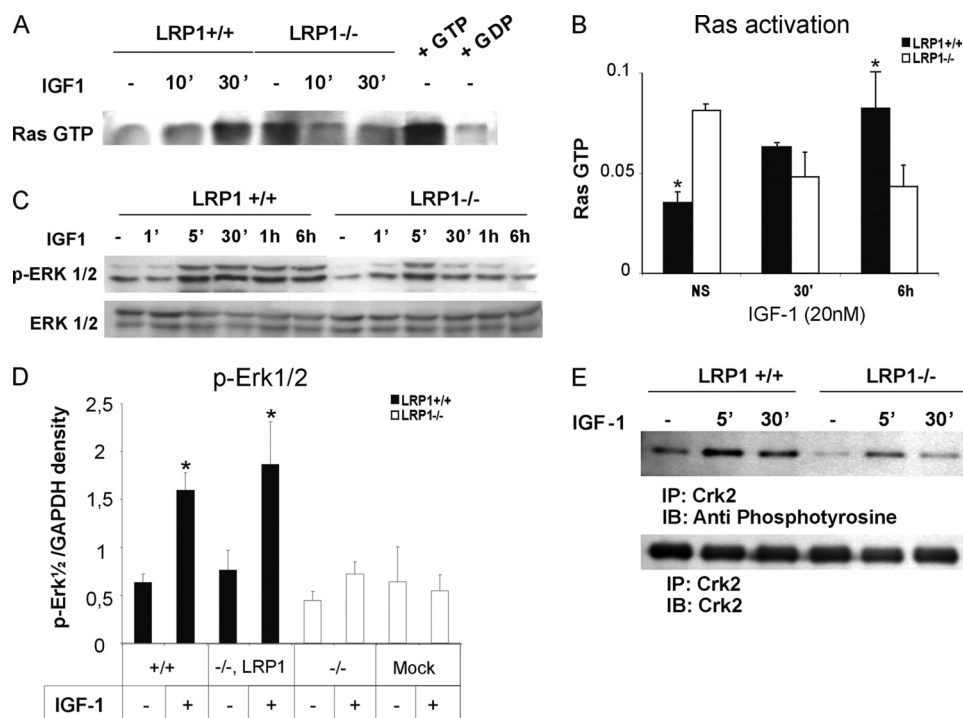 A
LRP1+/+ LRP1-/- + GTP + GDP
IGF1 - 10' 30' - 10' 30' - -
Ras GTP
B
Ras activation
LRP1+/+
LRP1-/-
0.1
*
0.05
*
0
Ras GTP
NS 30' 6h
IGF-1 (20nM)
C
LRP1 +/+ LRP1-/-
IGF1 - 1' 5' 30' 1h 6h - 1' 5' 30' 1h 6h
p-ERK 1/2
ERK 1/2
D
p-Erk1/2
LRP1+/+
LRP1-/-
2,5
2
1,5
1
0,5
0
* *
p-Erk½ /GAPDH density
+/+ -/-, LRP1 -/- Mock
IGF-1 - + - + - + - +
E
LRP1 +/+ LRP1-/-
IGF-1 - 5' 30' - 5' 30'
IP: Crk2
IB: Anti Phosphotyrosine
IP: Crk2
IB: Crk2